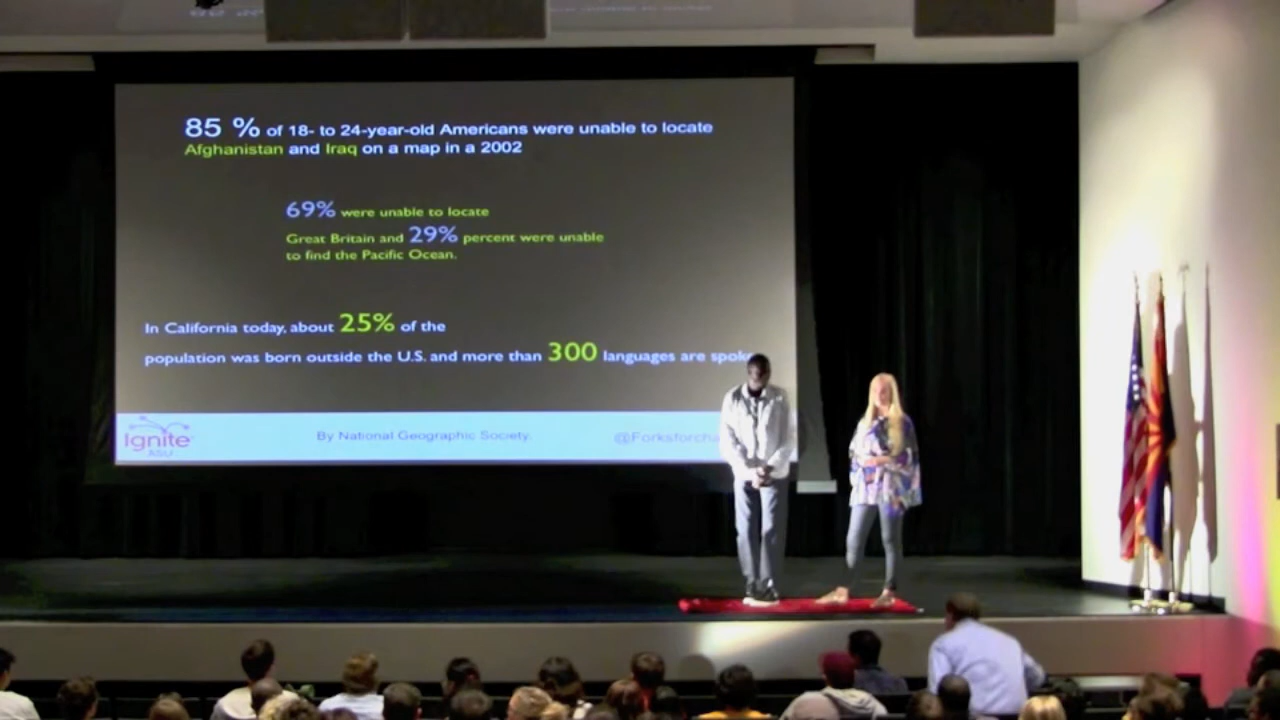 85 % of 18- to 24-year-old Americans were unable to locate
Afghanistan and Iraq on a map in a 2002
69% were unable to locate
Great Britain and 29% percent were unable
to find the Pacific Ocean.
In California today, about 25% of the
population was born outside the U.S. and more than 300 languages are
Ignite
ASU
By National Geographic Society.